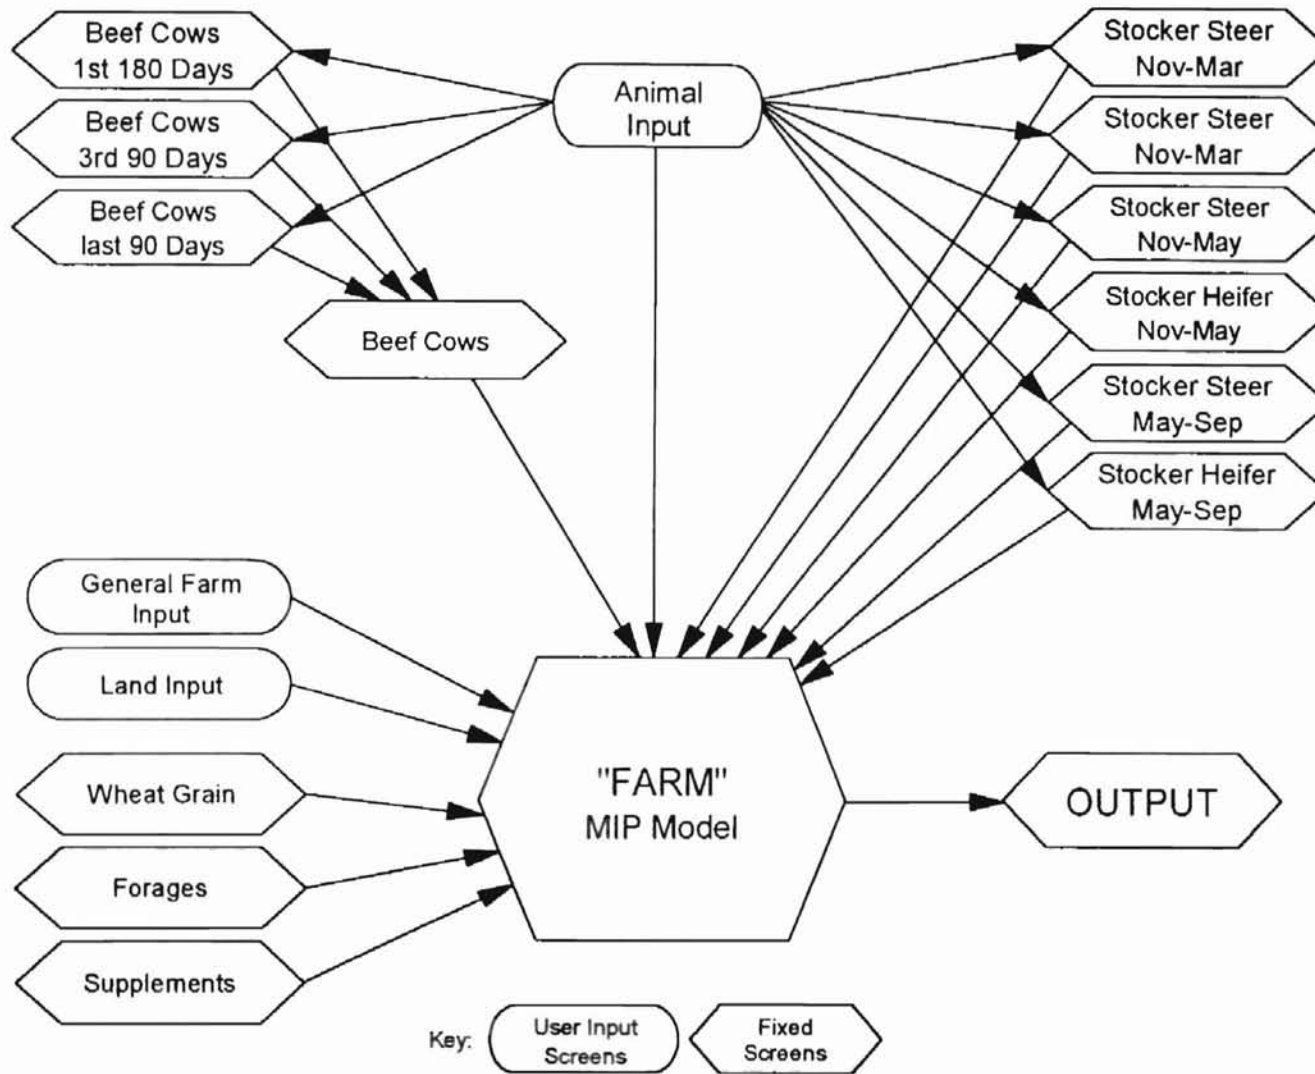 Beef Cows
1st 180 Days
Beef Cows
3rd 90 Days
Beef Cows
last 90 Days
Beef Cows
Animal
Input
Stocker Steer
Nov-Mar
Stocker Steer
Nov-Mar
Stocker Steer
Nov-May
Stocker Heifer
Nov-May
Stocker Steer
May-Sep
Stocker Heifer
May-Sep
General Farm
Input
Land Input
Wheat Grain
Forages
Supplements
"FARM"
MIP Model
OUTPUT
Key:
User Input
Screens
Fixed
Screens